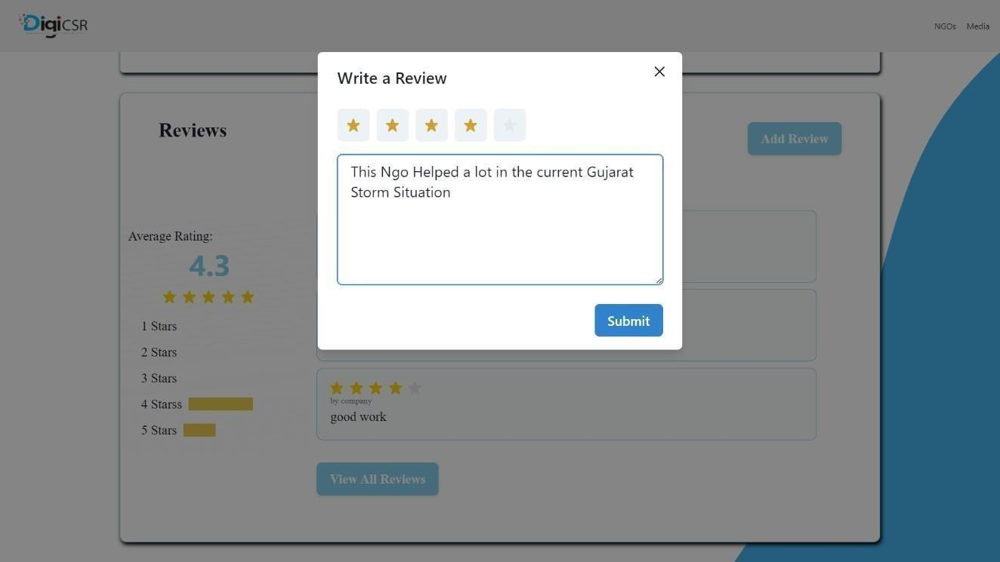 DigiCSR
NGOs Media
Write a Review
Reviews
Add Review
This Ngo Helped a lot in the current Gujarat
Storm Situation
Average Rating:
4.3
1 Stars
2 Stars
3 Stars
4 Starss
5 Stars
Submit
by company
good work
View All Reviews